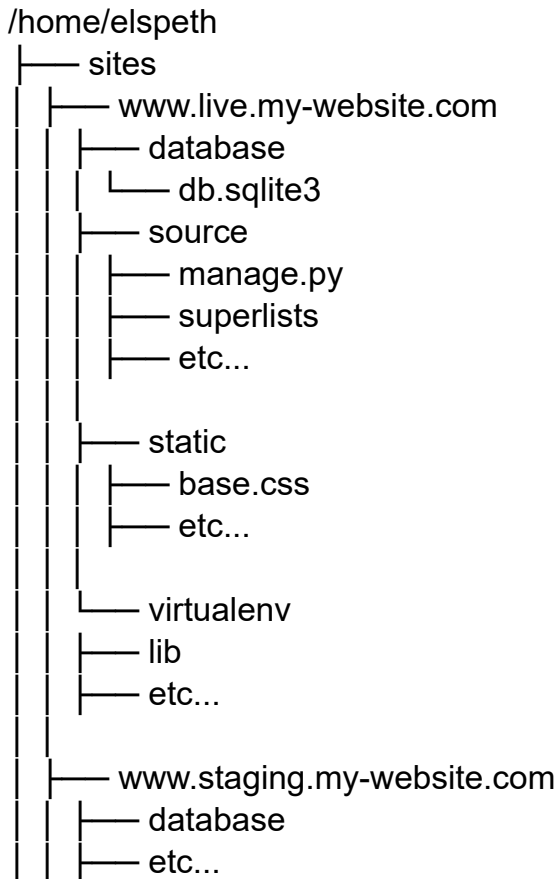 /home/elspeth
├── sites
│ ├── www.live.my-website.com
│ │ ├── database
│ │ │ └── db.sqlite3
│ │ ├── source
│ │ │ ├── manage.py
│ │ │ ├── superlists
│ │ │ ├── etc...
│ │ │
│ │ ├── static
│ │ │ ├── base.css
│ │ │ ├── etc...
│ │ │
│ │ └── virtualenv
│ │ ├── lib
│ │ ├── etc...
│ │
│ ├── www.staging.my-website.com
│ │ ├── database
│ │ ├── etc...